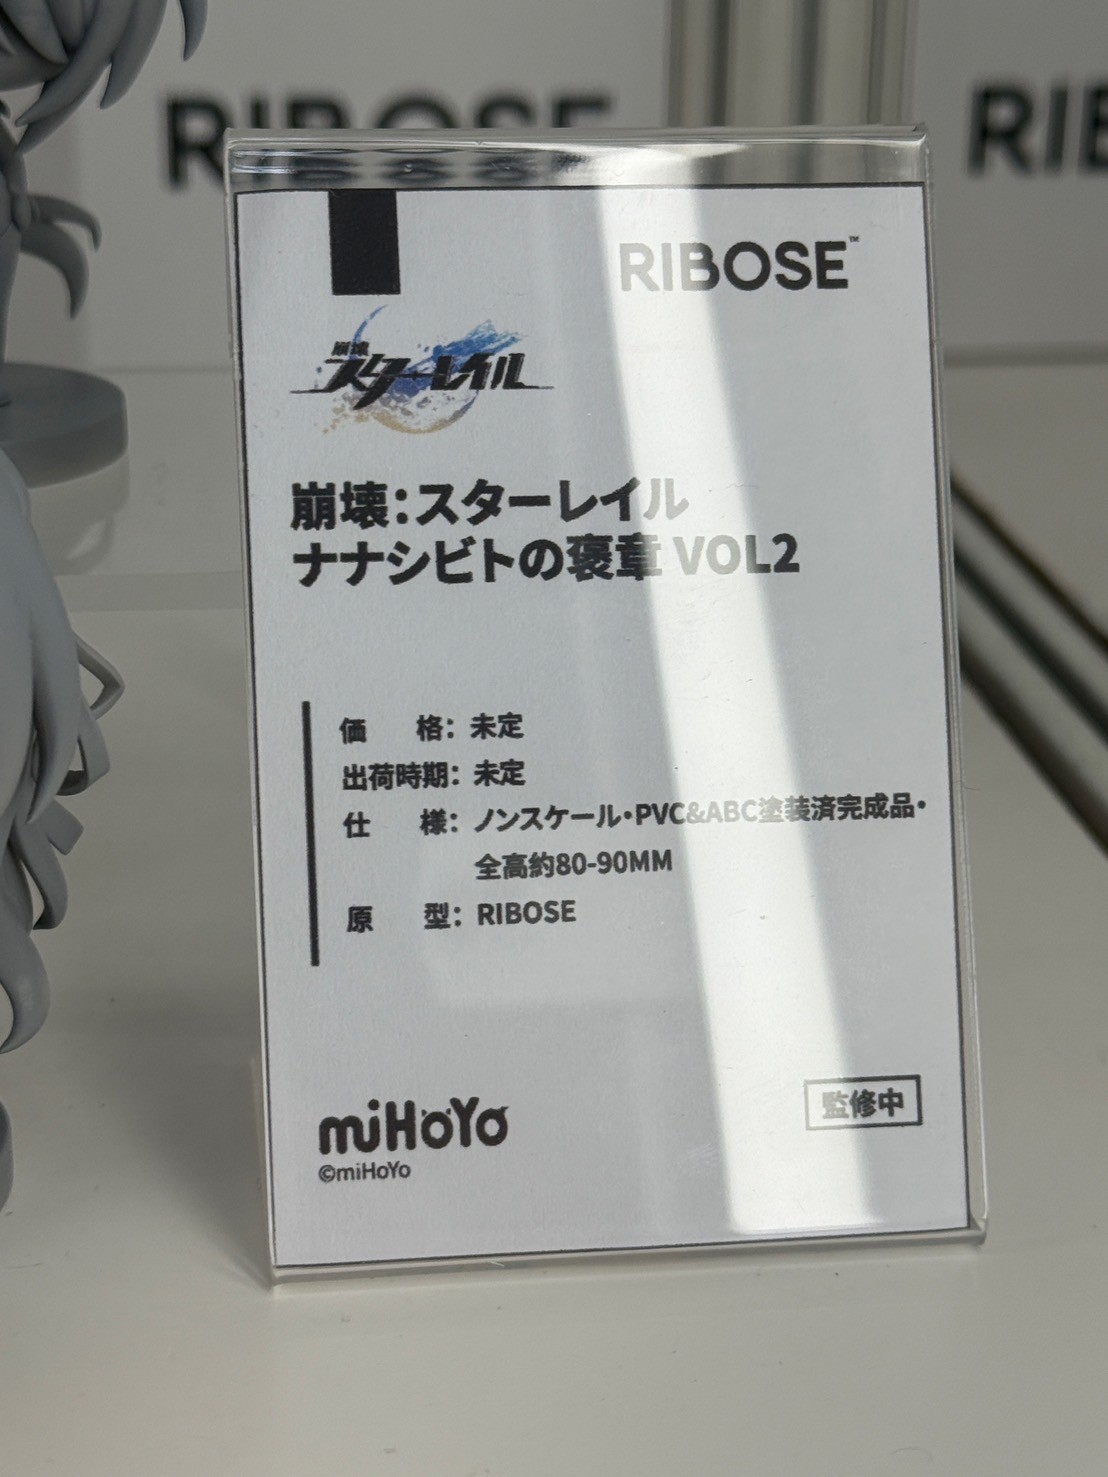 RIBOSE
RIB
RIBOSE™
崩壊
スターレイル
崩壊：スターレイル
ナナシビトの褒章 VOL2
価　格：未定
出荷時期：未定
仕　様：ノンスケール・PVC&ABC塗装済完成品・
全高約80-90MM
原　型：RIBOSE
miHoYo
©miHoYo
監修中